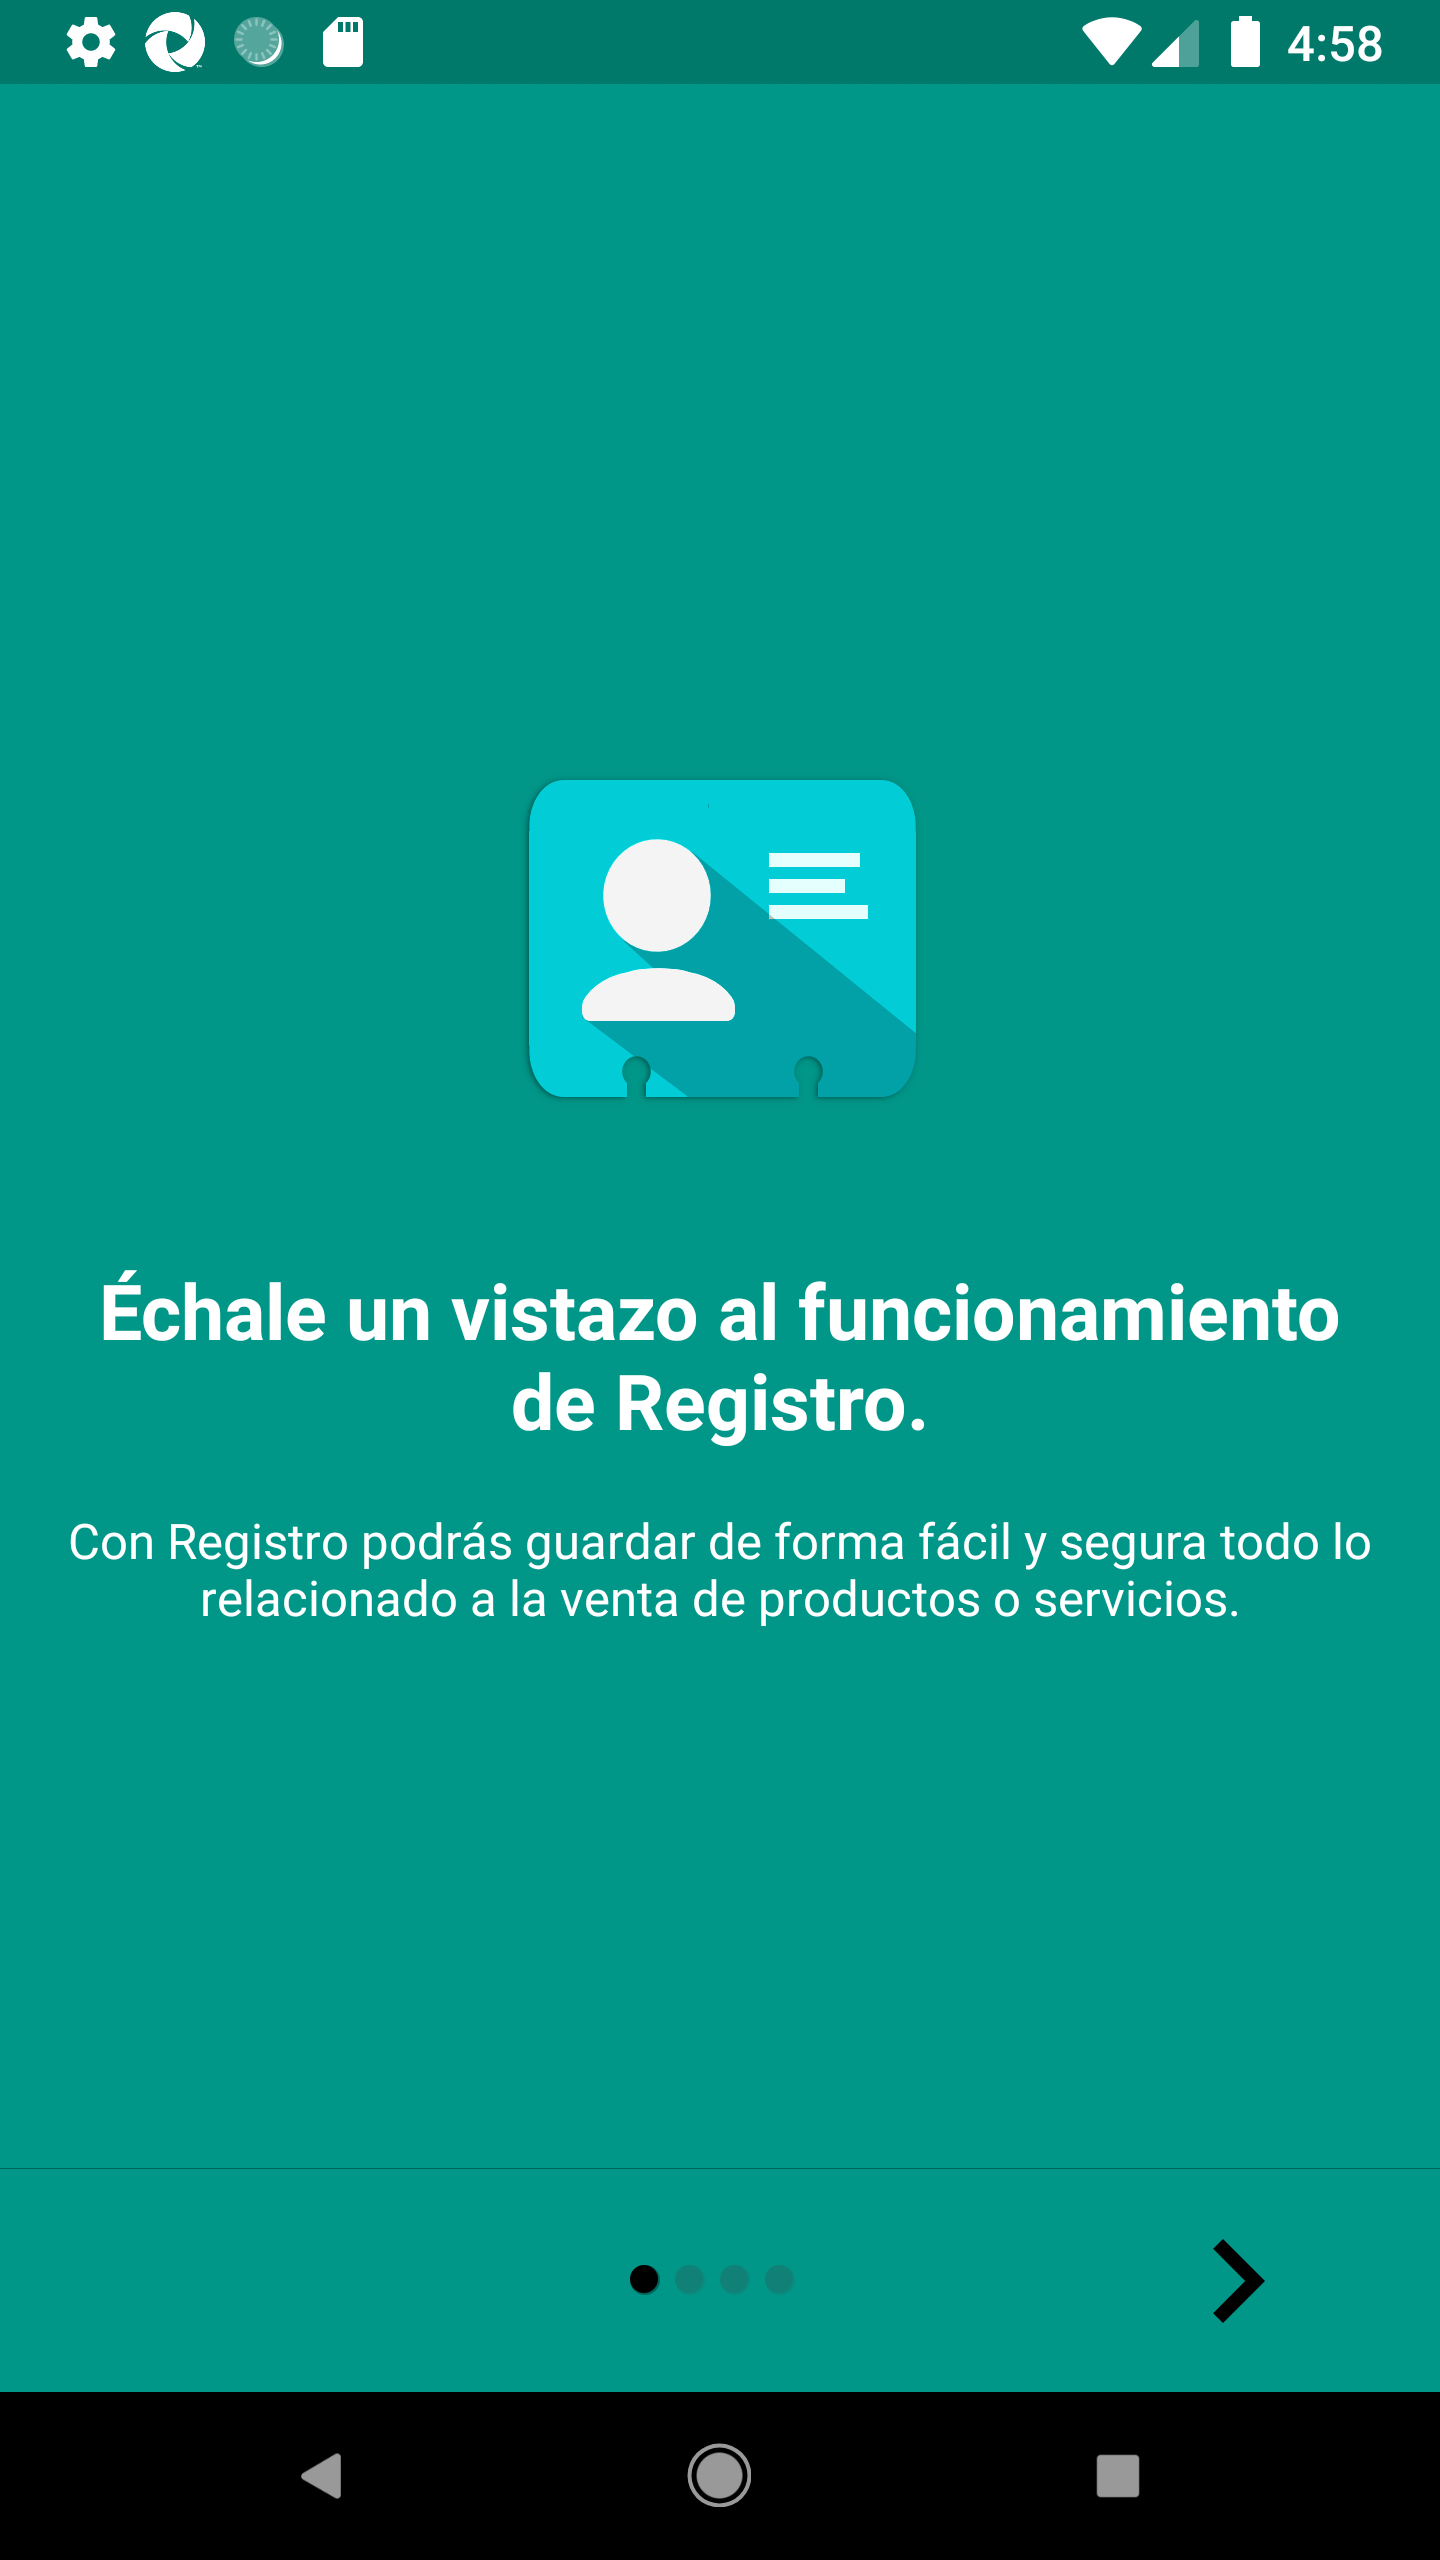 4:58
Échale un vistazo al funcionamiento
de Registro.
Con Registro podrás guardar de forma fácil y segura todo lo
relacionado a la venta de productos o servicios.